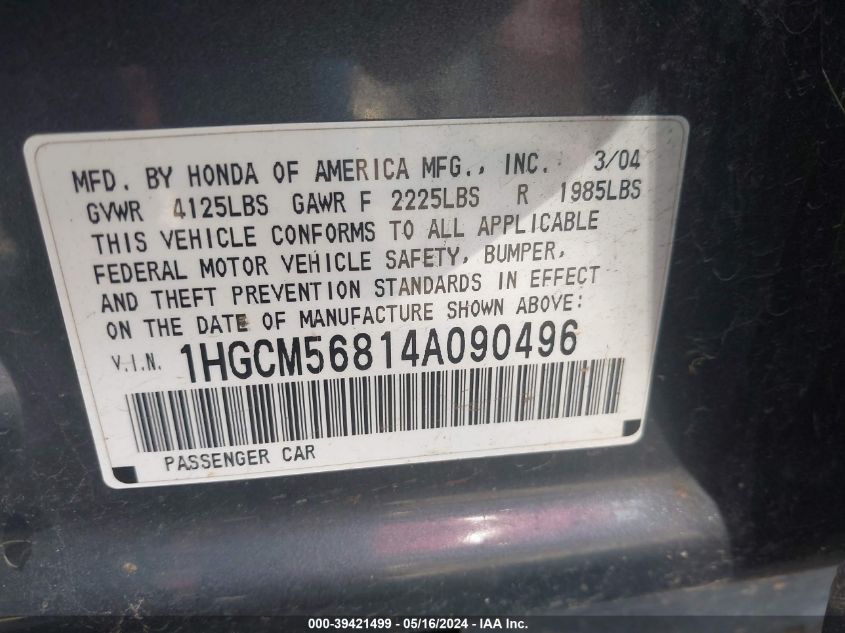 MFD. BY HONDA OF AMERICA MFG., INC. 3/04
GVWR 4125LBS GAWR F 2225LBS R 1985LBS
THIS VEHICLE CONFORMS TO ALL APPLICABLE
FEDERAL MOTOR VEHICLE SAFETY, BUMPER,
AND THEFT PREVENTION STANDARDS IN EFFECT
ON THE DATE OF MANUFACTURE SHOWN ABOVE:
V.I.N. 1HGCM56814A090496
PASSENGER CAR
000-39421499 - 05/16/2024 - IAA Inc.